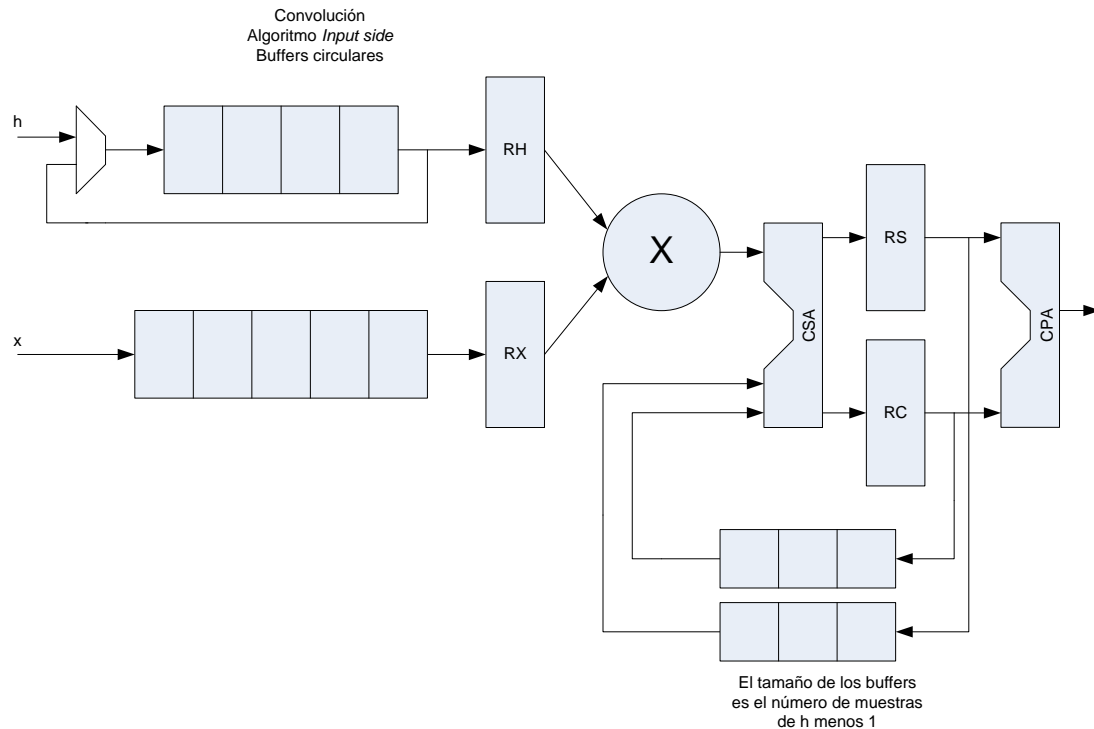 Convolución
Algoritmo Input side
Buffers circulares
h
RH
X
RS
CSA
CPA
x
RX
RC
El tamaño de los buffers
es el número de muestras
de h menos 1